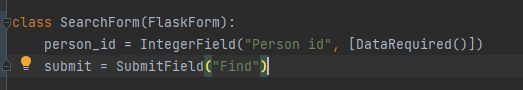 class SearchForm(FlaskForm):
    person_id = IntegerField("Person id", [DataRequired()])
    submit = SubmitField("Find")